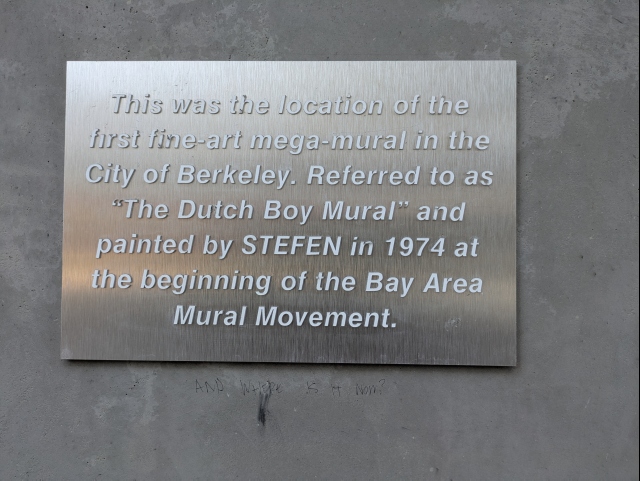 This was the location of the
first fine-art mega-mural in the
City of Berkeley. Referred to as
"The Dutch Boy Mural" and
painted by STEFEN in 1974 at
the beginning of the Bay Area
Mural Movement.
AND WHERE IS IT NOW?